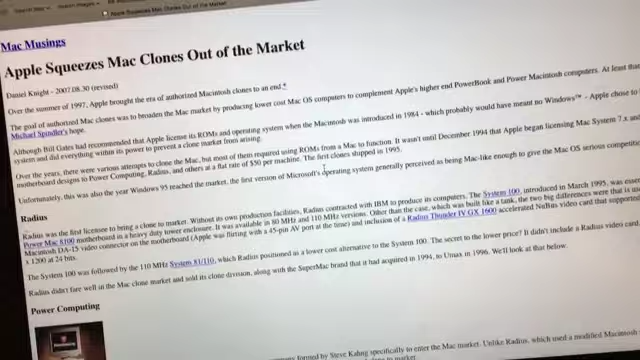 Apple Squeezes Mac Clones Out of the Market
Mac Musings
Apple Squeezes Mac Clones Out of the Market
Daniel Knight - 2007.08.30 (revised)
Over the summer of 1997, Apple brought the era of authorized Macintosh clones to an end.*
The goal of authorized Mac clones was to broaden the Mac market by producing lower cost Mac OS computers to complement Apple's higher end PowerBook and Power Macintosh computers. At least that
Michael Spindler's hope.
Although Bill Gates had recommended that Apple license its ROMs and operating system when the Macintosh was introduced in 1984 - which probably would have meant no Windows™ - Apple chose to
system and did everything within its power to prevent a clone market from arising.
Over the years, there were various attempts to clone the Mac, but most of them required using ROMs from a Mac to function. It wasn't until December 1994 that Apple began licensing Mac System 7.x and
motherboard designs to Power Computing, Radius, and others at a flat rate of $50 per machine. The first clones shipped in 1995.
Unfortunately, this was also the year Windows 95 reached the market, the first version of Microsoft's operating system generally perceived as being Mac-like enough to give the Mac OS serious
Radius
Radius was the first licensee to bring a clone to market. Without its own production facilities, Radius contracted with IBM to produce its computers. The System 100, introduced in March 1995, was
Power Mac 8100 motherboard in a heavy duty tower enclosure. It was available in 80 MHz and 110 MHz versions. Other than the case, which was built like a tank, the two big differences were that
Macintosh DA-15 video connector on the motherboard (Apple was flirting with a 45-pin AV port at the time) and inclusion of a Radius Thunder IV GX 1600 accelerated NuBus video card that supported
x 1200 at 24 bits.
The System 100 was followed by the 110 MHz System 81/110, which Radius positioned as a lower cost alternative to the System 100. The secret to the lower price? It didn't include a Radius video card.
Radius didn't fare well in the Mac clone market and sold its clone division, along with the SuperMac brand that it had acquired in 1994, to Umax in 1996. We'll look at that below.
Power Computing
formed by Steve Kahng specifically to enter the Mac market. Unlike Radius, which used a modified Macintosh
to market